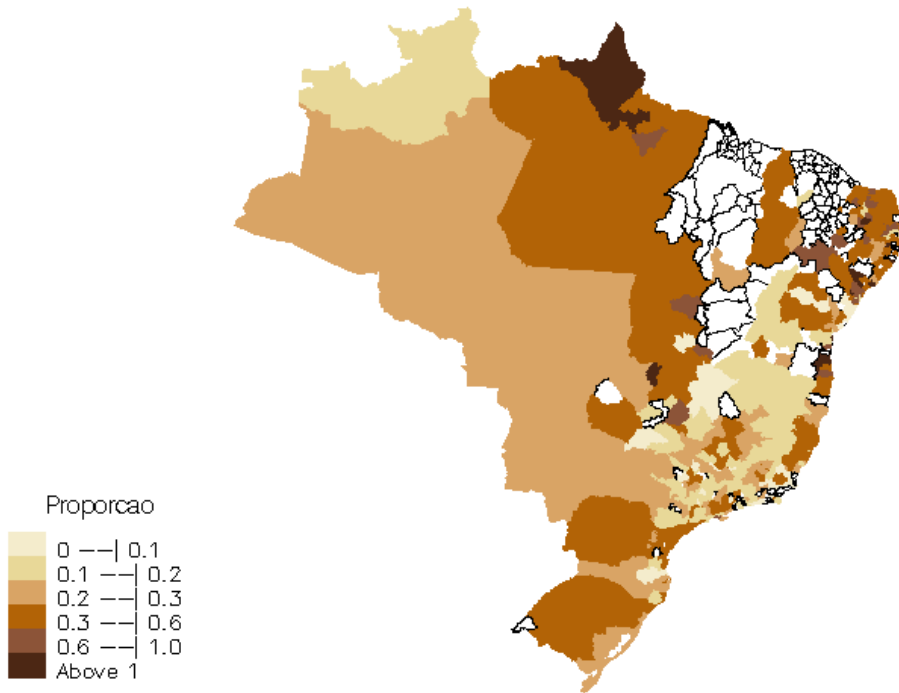 Proporcao
0 ——| 0.1
0.1 ——| 0.2
0.2 ——| 0.3
0.3 ——| 0.6
0.6 ——| 1.0
Above 1